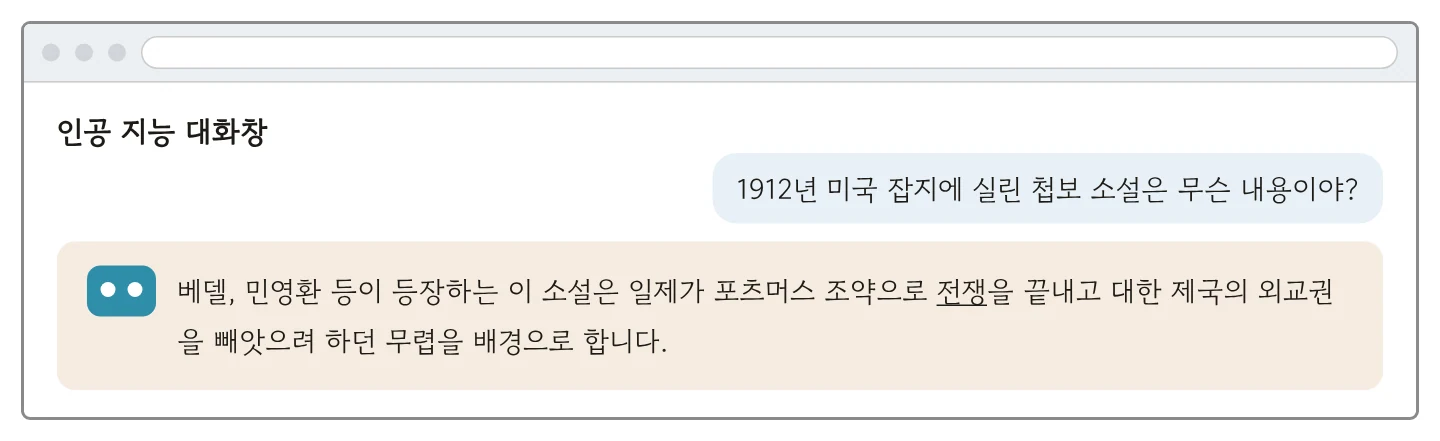 인공 지능 대화창
1912년 미국 잡지에 실린 첩보 소설은 무슨 내용이야?
베델, 민영환 등이 등장하는 이 소설은 일제가 포츠머스 조약으로 전쟁을 끝내고 대한 제국의 외교권
을 빼앗으려 하던 무렵을 배경으로 합니다.